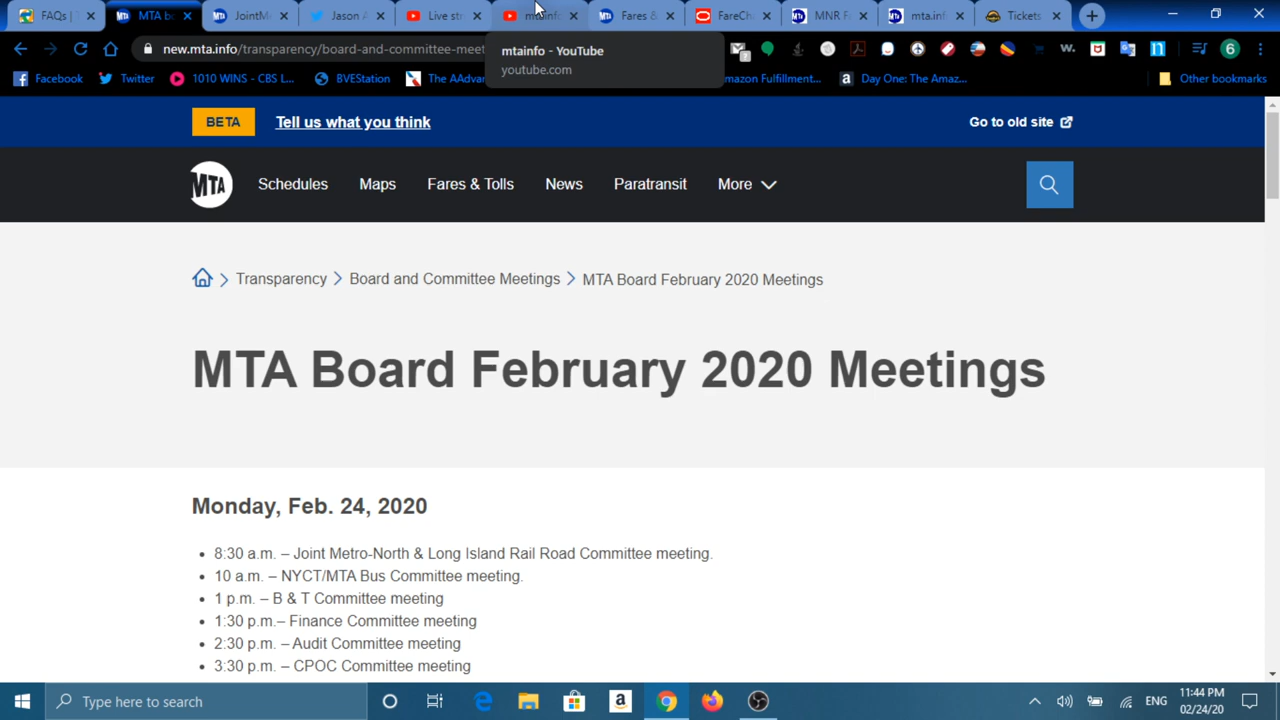 FAQs |
MTA bo
JointM
Jason A
Live str
mtainfo
Fares &
FareCha
MNR Fa
mta.inf
Tickets
new.mta.info/transparency/board-and-committee-meet
mtainfo - YouTube
youtube.com
6
Facebook
Twitter
1010 WINS - CBS L...
BVEStation
The AAdva
mazon Fulfillment...
Day One: The Amaz...
Other bookmarks
BETA
Tell us what you think
Go to old site
MTA
Schedules
Maps
Fares & Tolls
News
Paratransit
More
Transparency
Board and Committee Meetings
MTA Board February 2020 Meetings
MTA Board February 2020 Meetings
Monday, Feb. 24, 2020
8:30 a.m. – Joint Metro-North & Long Island Rail Road Committee meeting.
10 a.m. – NYCT/MTA Bus Committee meeting.
1 p.m. – B & T Committee meeting
1:30 p.m.– Finance Committee meeting
2:30 p.m. – Audit Committee meeting
3:30 p.m. – CPOC Committee meeting
Type here to search
ENG
11:44 PM
02/24/20